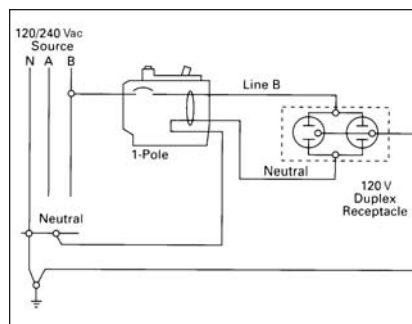 120/240 Vac
Source
N A B
Line B
1-Pole
Neutral
120 V
Duplex
Receptacle
Neutral